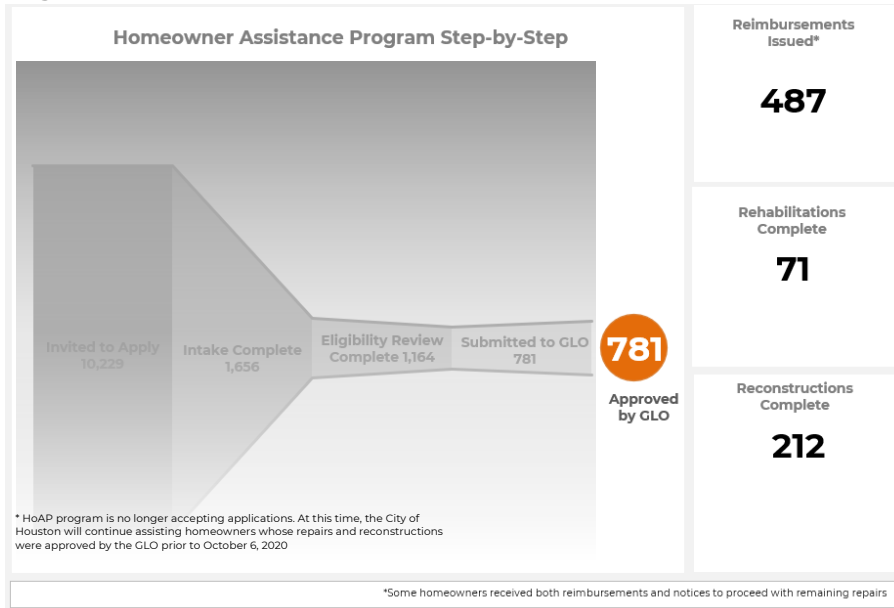 Homeowner Assistance Program Step-by-Step
Invited to Apply
10,229
Intake Complete
1,656
Eligibility Review
Complete 1,164
Submitted to GLO
781
781
Approved
by GLO
* HoAP program is no longer accepting applications. At this time, the City of
Houston will continue assisting homeowners whose repairs and reconstructions
were approved by the GLO prior to October 6, 2020
Reimbursements
Issued*
487
Rehabilitations
Complete
71
Reconstructions
Complete
212
*Some homeowners received both reimbursements and notices to proceed with remaining repairs